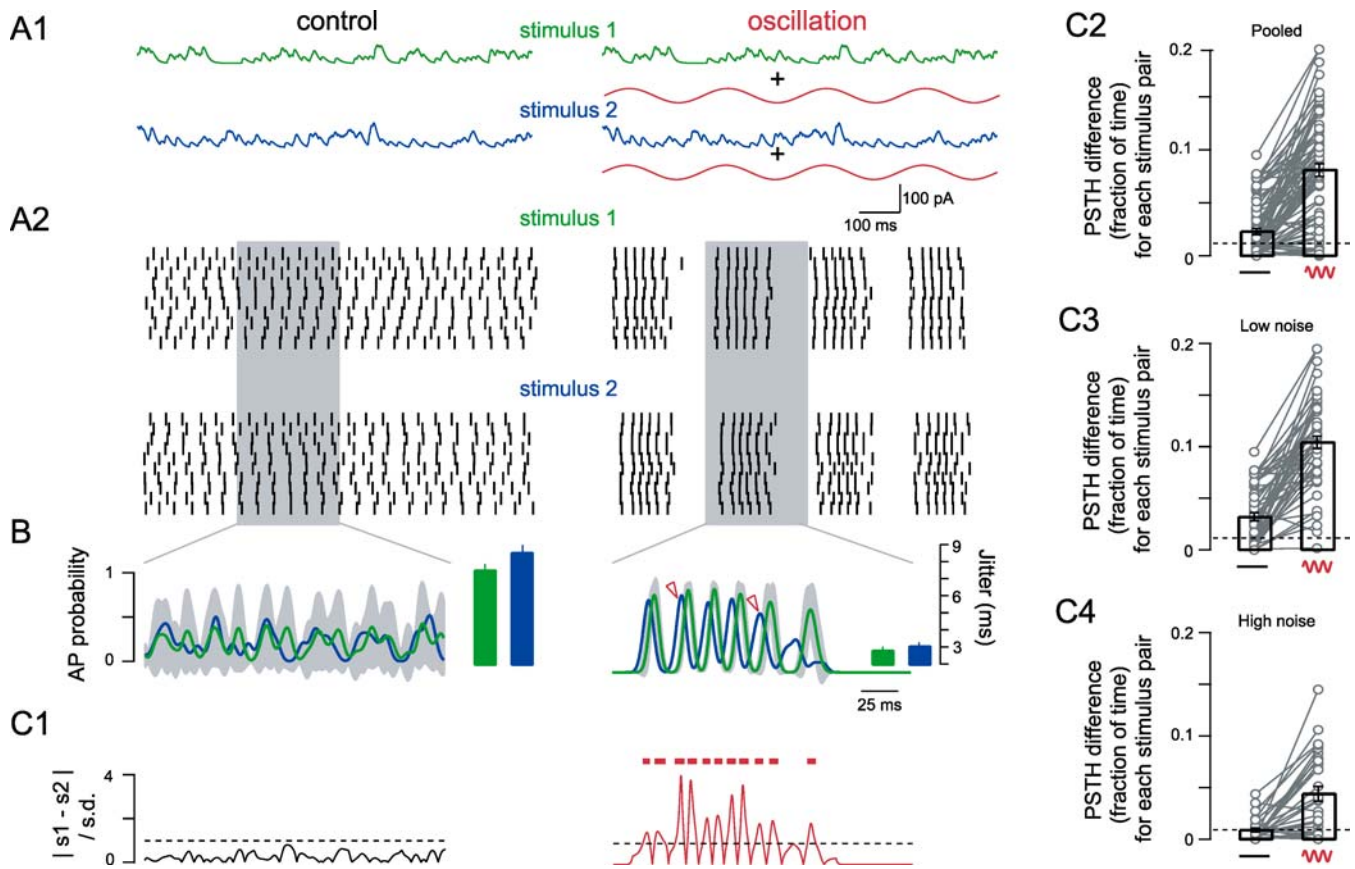 A1
control
oscillation
stimulus 1
+
stimulus 2
+
100 pA
100 ms
A2
stimulus 1
stimulus 2
B
AP probability
1
0
9
6
3
Jitter (ms)
25 ms
C1
| s1 - s2 |
/ s.d.
4
0
C2
Pooled
PSTH difference
(fraction of time)
for each stimulus pair
0.2
0.1
0
C3
Low noise
PSTH difference
(fraction of time)
for each stimulus pair
0.2
0.1
0
C4
High noise
PSTH difference
(fraction of time)
for each stimulus pair
0.2
0.1
0